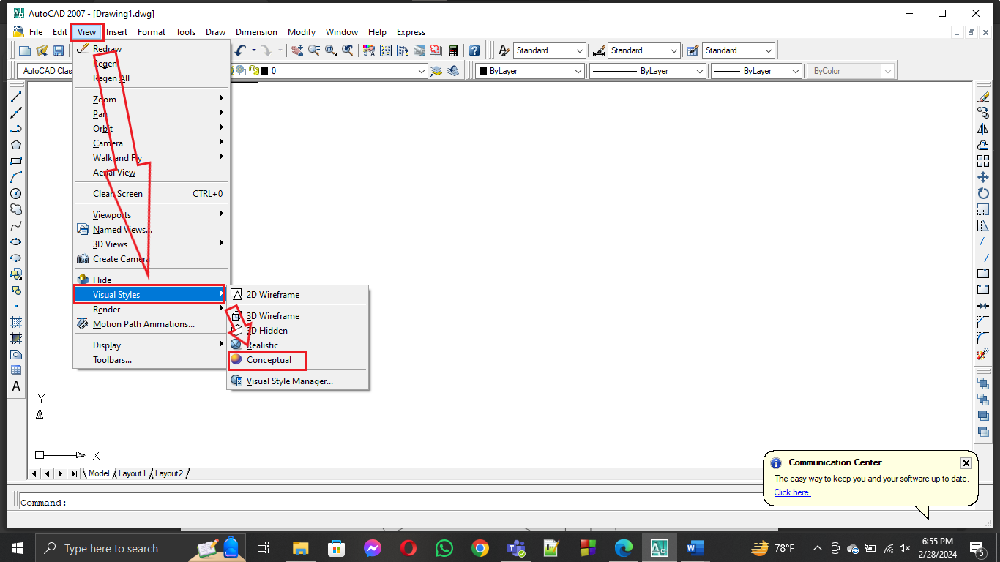 AutoCAD 2007 - [Drawing1.dwg]
File Edit View Insert Format Tools Draw Dimension Modify Window Help Express
Standard Standard Standard
AutoCAD Clas 0 ByLayer ByLayer ByLayer ByColor
Redraw
Regen
Regen All
Zoom
Pan
Orbit
Camera
Walk and Fly
Aerial View
Clean Screen CTRL+0
Viewports
Named Views...
3D Views
Create Camera
Hide
Visual Styles
Render
Motion Path Animations...
Display
Toolbars...
2D Wireframe
3D Wireframe
3D Hidden
Realistic
Conceptual
Visual Style Manager...
A
Y
X
Model Layout1 Layout2
Communication Center
The easy way to keep you and your software up-to-date.
Click here.
Command:
Type here to search
78°F
6:55 PM
2/28/2024
5